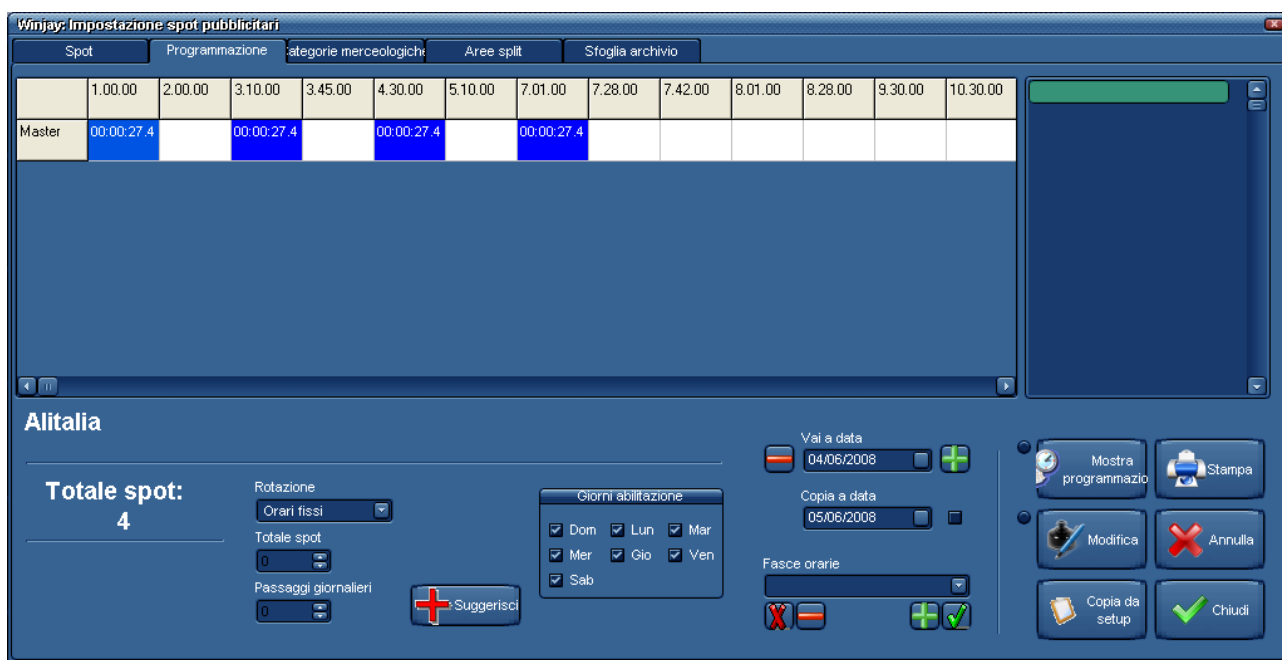 Winjay: Impostazione spot pubblicitari
Spot Programmazione ategorie merceologich Aree split Sfoglia archivio
1.00.00 2.00.00 3.10.00 3.45.00 4.30.00 5.10.00 7.01.00 7.28.00 7.42.00 8.01.00 8.28.00 9.30.00 10.30.00
Master 00:00:27.4 00:00:27.4 00:00:27.4 00:00:27.4
Alitalia
Totale spot:
4
Rotazione
Orari fissi
Totale spot
0
Passaggi giornalieri
0
Suggerisci
Giorni abilitazione
Dom Lun Mar
Mer Gio Ven
Sab
Vai a data
04/06/2008
Copia a data
05/06/2008
Fasce orarie
Mostra
programmazio
Stampa
Modifica
Annulla
Copia da
setup
Chiudi